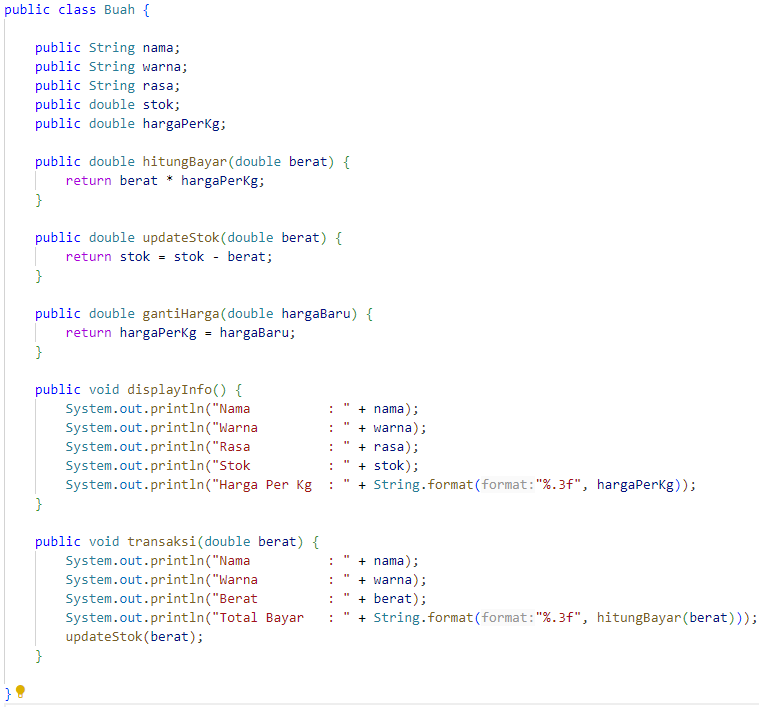 public class Buah {
    public String nama;
    public String warna;
    public String rasa;
    public double stok;
    public double hargaPerKg;
    public double hitungBayar(double berat) {
        return berat * hargaPerKg;
    }
    public double updateStok(double berat) {
        return stok = stok - berat;
    }
    public double gantiHarga(double hargaBaru) {
        return hargaPerKg = hargaBaru;
    }
    public void displayInfo() {
        System.out.println("Nama          : " + nama);
        System.out.println("Warna         : " + warna);
        System.out.println("Rasa          : " + rasa);
        System.out.println("Stok          : " + stok);
        System.out.println("Harga Per Kg  : " + String.format(format:"%.3f", hargaPerKg));
    }
    public void transaksi(double berat) {
        System.out.println("Nama          : " + nama);
        System.out.println("Warna         : " + warna);
        System.out.println("Berat         : " + berat);
        System.out.println("Total Bayar   : " + String.format(format:"%.3f", hitungBayar(berat)));
        updateStok(berat);
    }
}